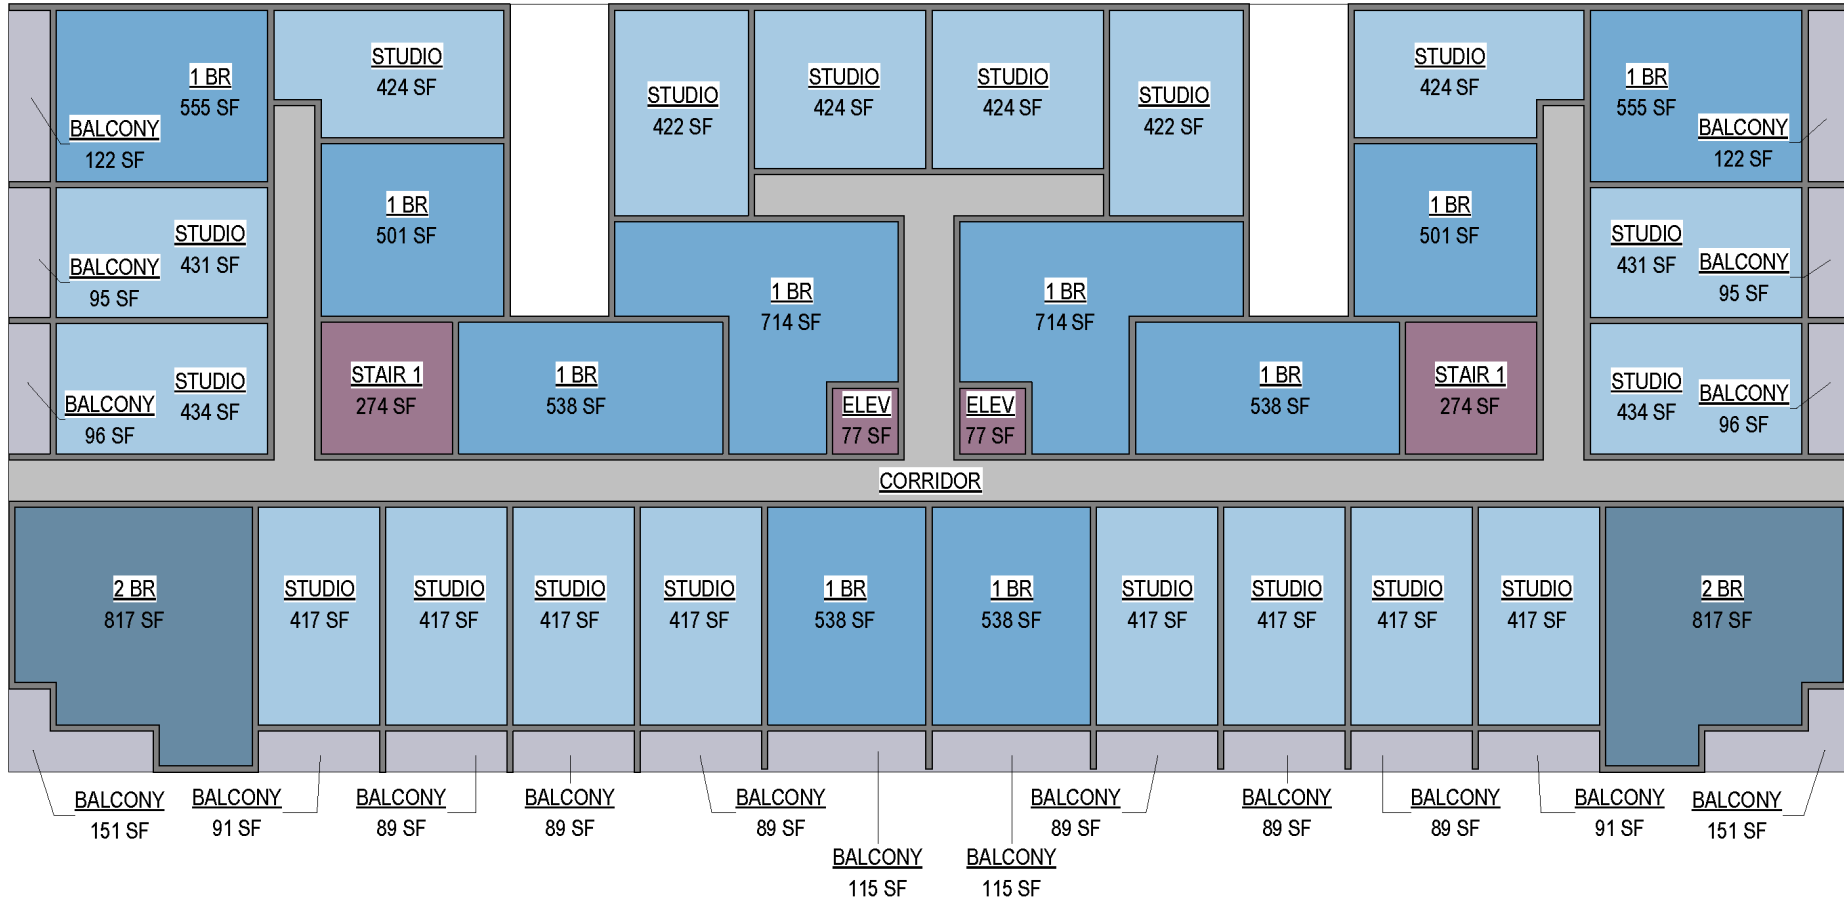 1 BR
555 SF
STUDIO
424 SF
STUDIO
422 SF
STUDIO
424 SF
STUDIO
424 SF
STUDIO
422 SF
STUDIO
424 SF
1 BR
555 SF
BALCONY
122 SF
BALCONY
122 SF
1 BR
501 SF
1 BR
501 SF
STUDIO
431 SF
BALCONY
95 SF
STUDIO
431 SF
BALCONY
95 SF
1 BR
714 SF
1 BR
714 SF
STUDIO
434 SF
BALCONY
96 SF
STAIR 1
274 SF
1 BR
538 SF
ELEV
77 SF
ELEV
77 SF
1 BR
538 SF
STAIR 1
274 SF
STUDIO
434 SF
BALCONY
96 SF
CORRIDOR
2 BR
817 SF
STUDIO
417 SF
STUDIO
417 SF
STUDIO
417 SF
STUDIO
417 SF
1 BR
538 SF
1 BR
538 SF
STUDIO
417 SF
STUDIO
417 SF
STUDIO
417 SF
STUDIO
417 SF
2 BR
817 SF
BALCONY
151 SF
BALCONY
91 SF
BALCONY
89 SF
BALCONY
89 SF
BALCONY
89 SF
BALCONY
89 SF
BALCONY
89 SF
BALCONY
89 SF
BALCONY
91 SF
BALCONY
151 SF
BALCONY
115 SF
BALCONY
115 SF